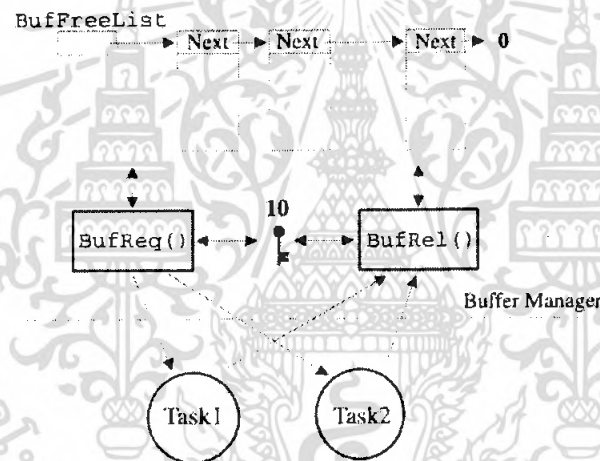 BufFreeList
Next Next Next 0
10
BufReq() BufRel()
Buffer Manager
Task1 Task2